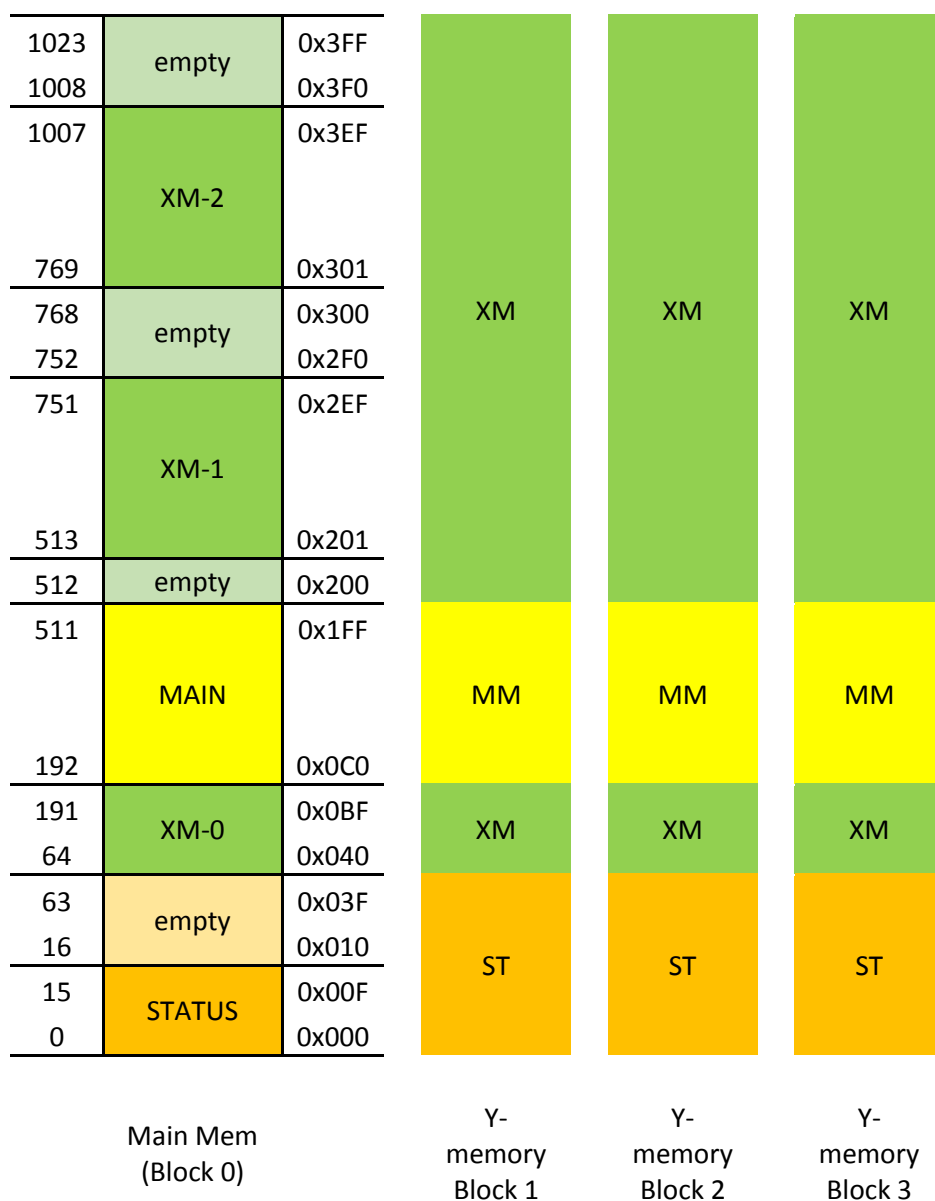 1023 empty 0x3FF
1008 0x3F0
1007 0x3EF
XM-2
769 0x301
768 empty 0x300 XM XM XM
752 0x2F0
751 0x2EF
XM-1
513 0x201
512 empty 0x200
511 0x1FF
MAIN MM MM MM
192 0x0C0
191 XM-0 0x0BF XM XM XM
64 0x040
63 empty 0x03F
16 0x010
ST ST ST
15 STATUS 0x00F
0 0x000
Main Mem
(Block 0)
Y-
memory
Block 1
Y-
memory
Block 2
Y-
memory
Block 3